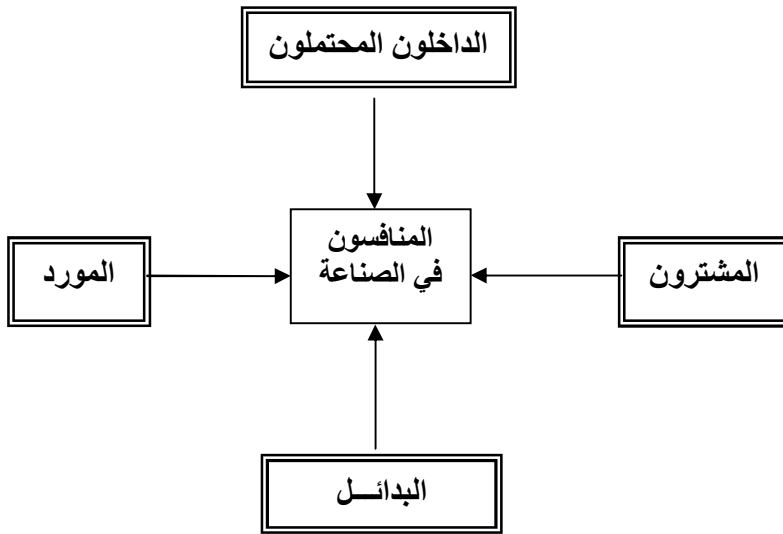 الداخلون المحتملون
المنافسون
في الصناعة
المشترون
المورد
البدائــل